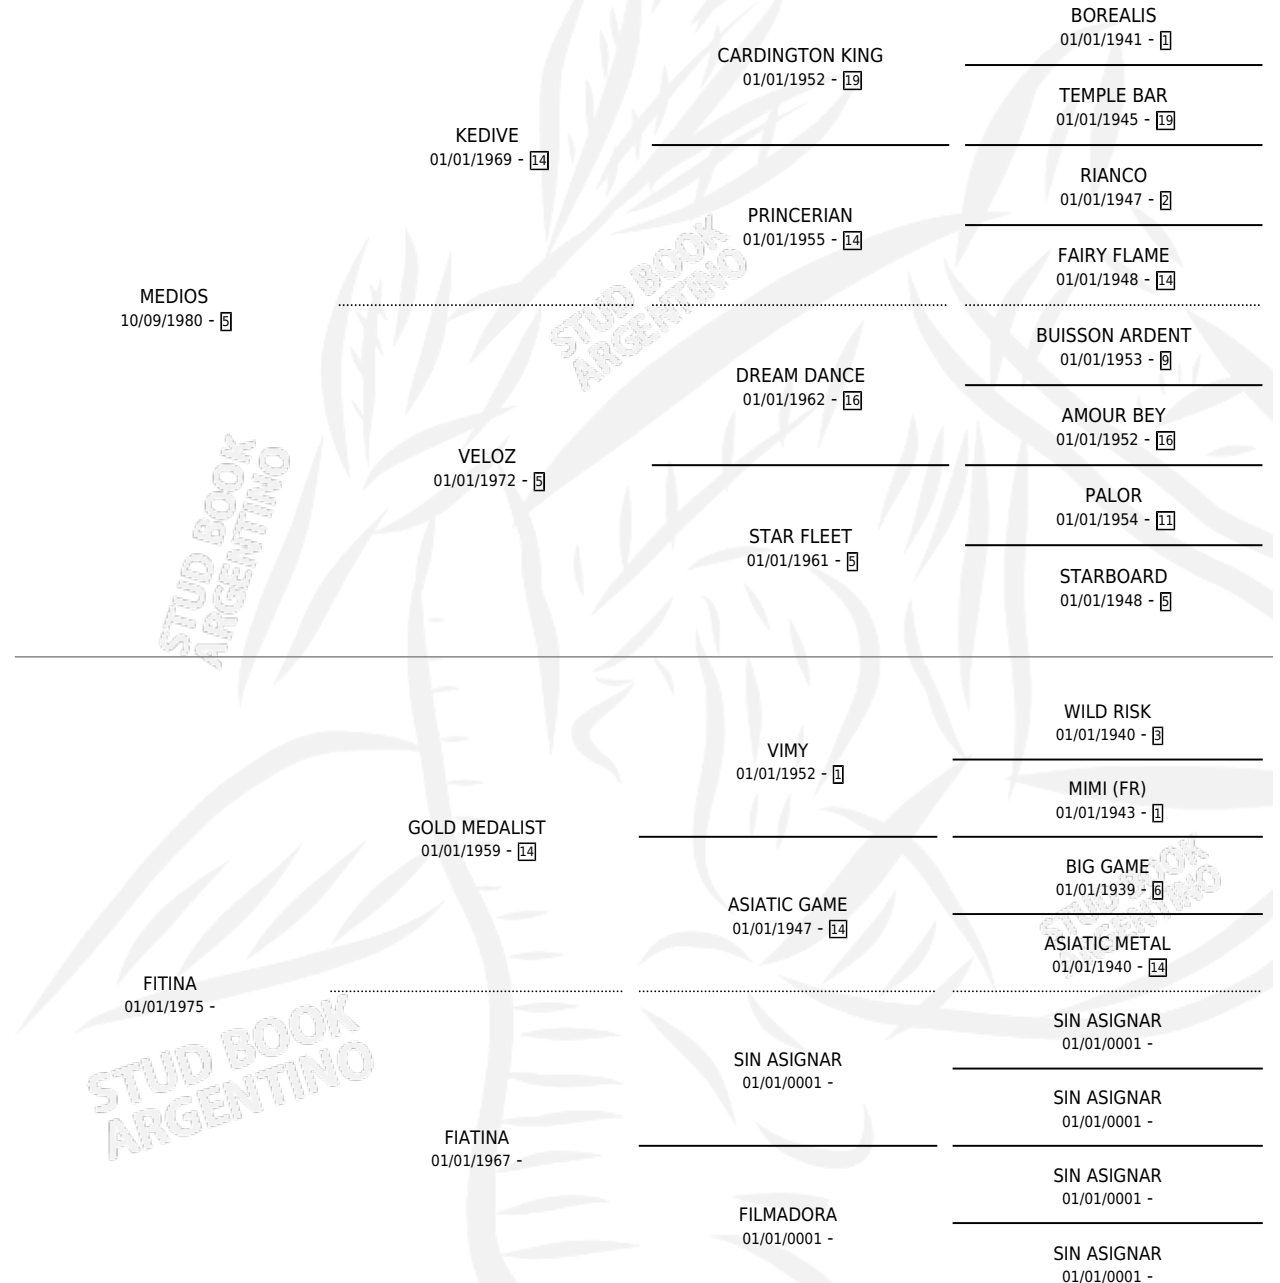 BOREALIS
01/01/1941 - 1
CARDINGTON KING
01/01/1952 - 19
TEMPLE BAR
01/01/1945 - 19
KEDIVE
01/01/1969 - 14
RIANCO
01/01/1947 - 2
PRINCERIAN
01/01/1955 - 14
FAIRY FLAME
01/01/1948 - 14
MEDIOS
10/09/1980 - 5
STUD BOOK
ARGENTINO
BUISSON ARDENT
01/01/1953 - 9
DREAM DANCE
01/01/1962 - 16
AMOUR BEY
01/01/1952 - 16
VELOZ
01/01/1972 - 5
PALOR
01/01/1954 - 11
STAR FLEET
01/01/1961 - 5
STARBOARD
01/01/1948 - 5
STUD BOOK
ARGENTINO
WILD RISK
01/01/1940 - 3
VIMY
01/01/1952 - 1
MIMI (FR)
01/01/1943 - 1
GOLD MEDALIST
01/01/1959 - 14
BIG GAME
01/01/1939 - 6
ASIATIC GAME
01/01/1947 - 14
STUD BOOK
ARGENTINO
ASIATIC METAL
01/01/1940 - 14
FITINA
01/01/1975 -
SIN ASIGNAR
01/01/0001 -
SIN ASIGNAR
01/01/0001 -
SIN ASIGNAR
01/01/0001 -
STUD BOOK
ARGENTINO
FIATINA
01/01/1967 -
SIN ASIGNAR
01/01/0001 -
FILMADORA
01/01/0001 -
SIN ASIGNAR
01/01/0001 -